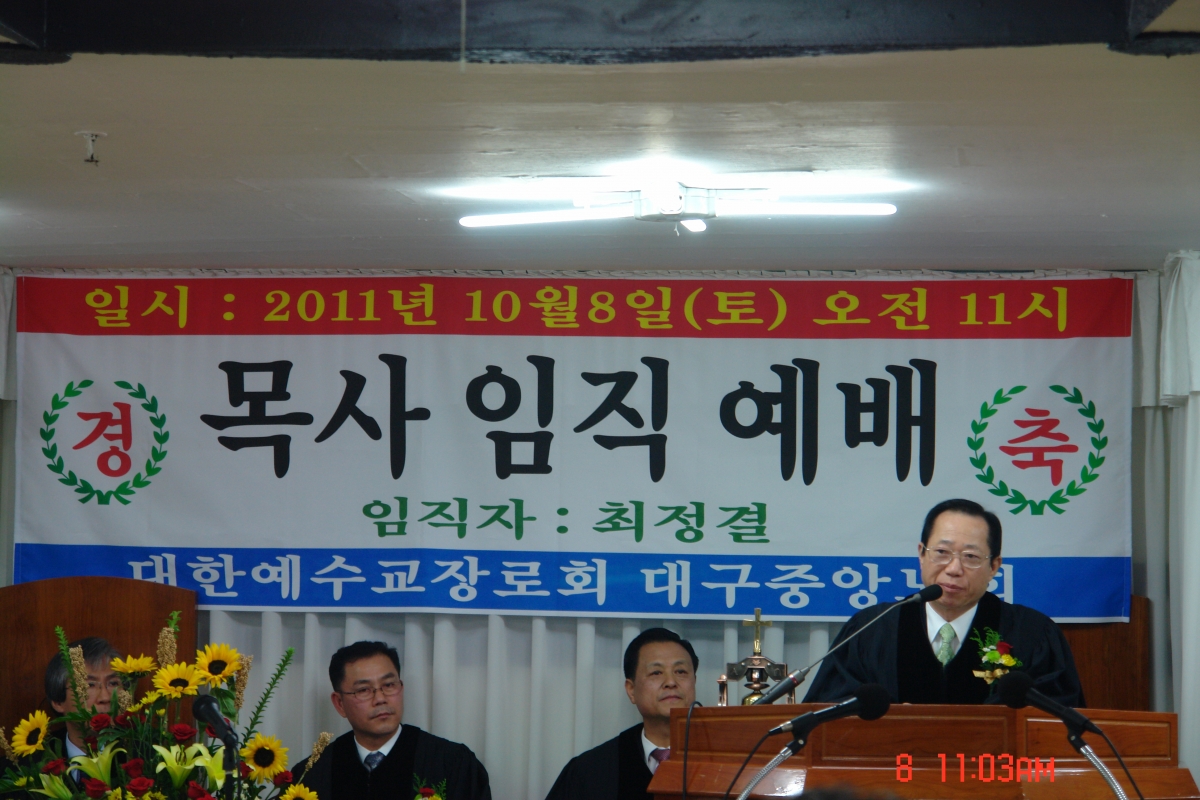 일시 : 2011년 10월8일(토) 오전 11시
경 목사 임직 예배 축
임직자 : 최정결
대한예수교장로회 대구중앙노회
8 11:03AM